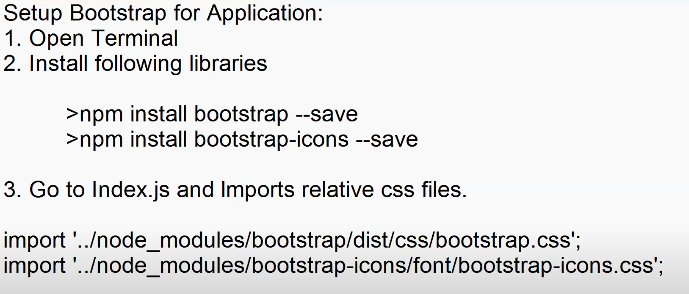 Setup Bootstrap for Application:
1. Open Terminal
2. Install following libraries
>npm install bootstrap --save
>npm install bootstrap-icons --save
3. Go to Index.js and Imports relative css files.
import '../node_modules/bootstrap/dist/css/bootstrap.css';
import '../node_modules/bootstrap-icons/font/bootstrap-icons.css';